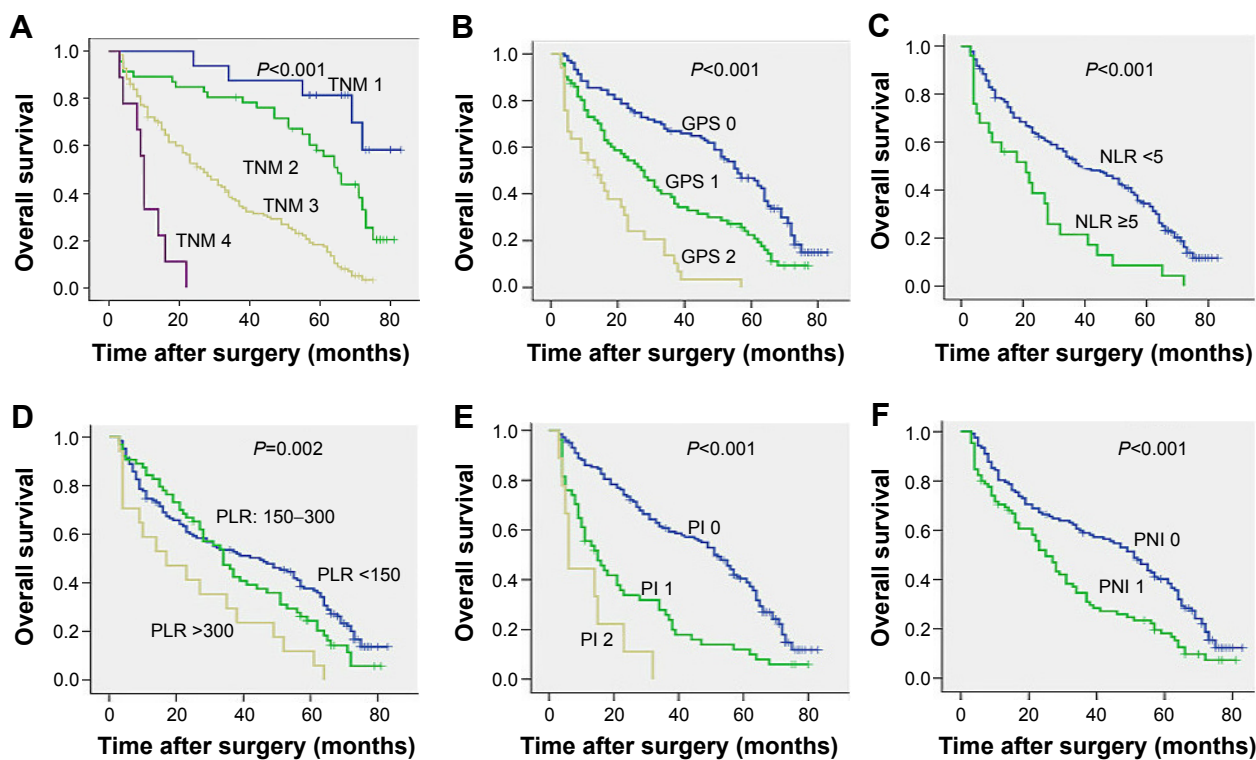 A
1.0
0.8
0.6
0.4
0.2
0.0
Overall survival
P<0.001
TNM 1
TNM 2
TNM 3
TNM 4
0 20 40 60 80
Time after surgery (months)
B
1.0
0.8
0.6
0.4
0.2
0.0
Overall survival
P<0.001
GPS 0
GPS 1
GPS 2
0 20 40 60 80
Time after surgery (months)
C
1.0
0.8
0.6
0.4
0.2
0.0
Overall survival
P<0.001
NLR <5
NLR ≥5
0 20 40 60 80
Time after surgery (months)
D
1.0
0.8
0.6
0.4
0.2
0.0
Overall survival
P=0.002
PLR: 150–300
PLR <150
PLR >300
0 20 40 60 80
Time after surgery (months)
E
1.0
0.8
0.6
0.4
0.2
0.0
Overall survival
P<0.001
PI 0
PI 1
PI 2
0 20 40 60 80
Time after surgery (months)
F
1.0
0.8
0.6
0.4
0.2
0.0
Overall survival
P<0.001
PNI 0
PNI 1
0 20 40 60 80
Time after surgery (months)